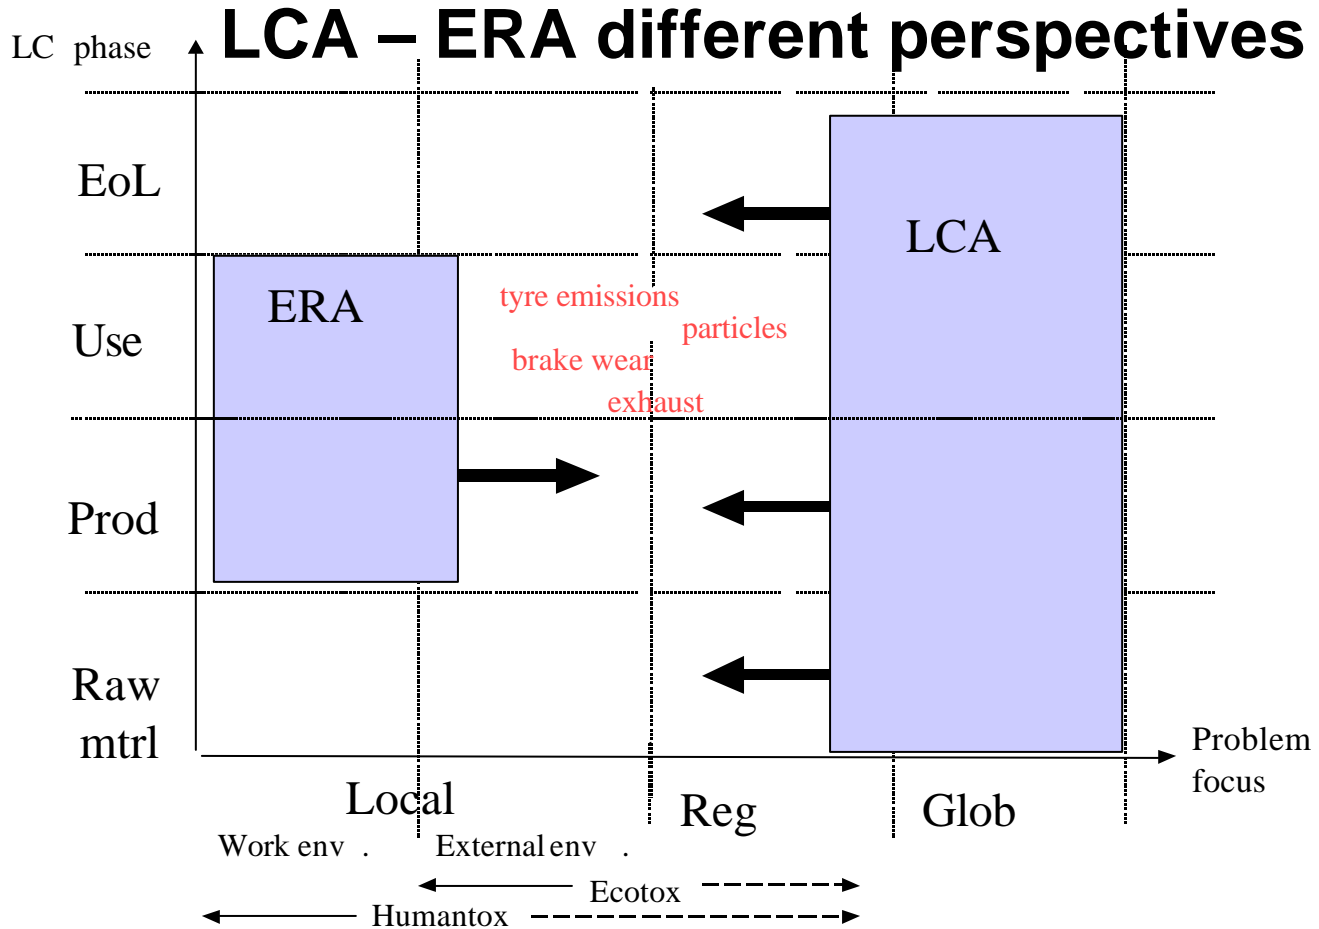 LCA – ERA different perspectives
LC phase
EoL
LCA
ERA
tyre emissions
Use
particles
brake wear
exhaust
Prod
Raw
mtrl
Problem
focus
Local
Reg
Glob
Work env .
External env .
Ecotox
Humantox